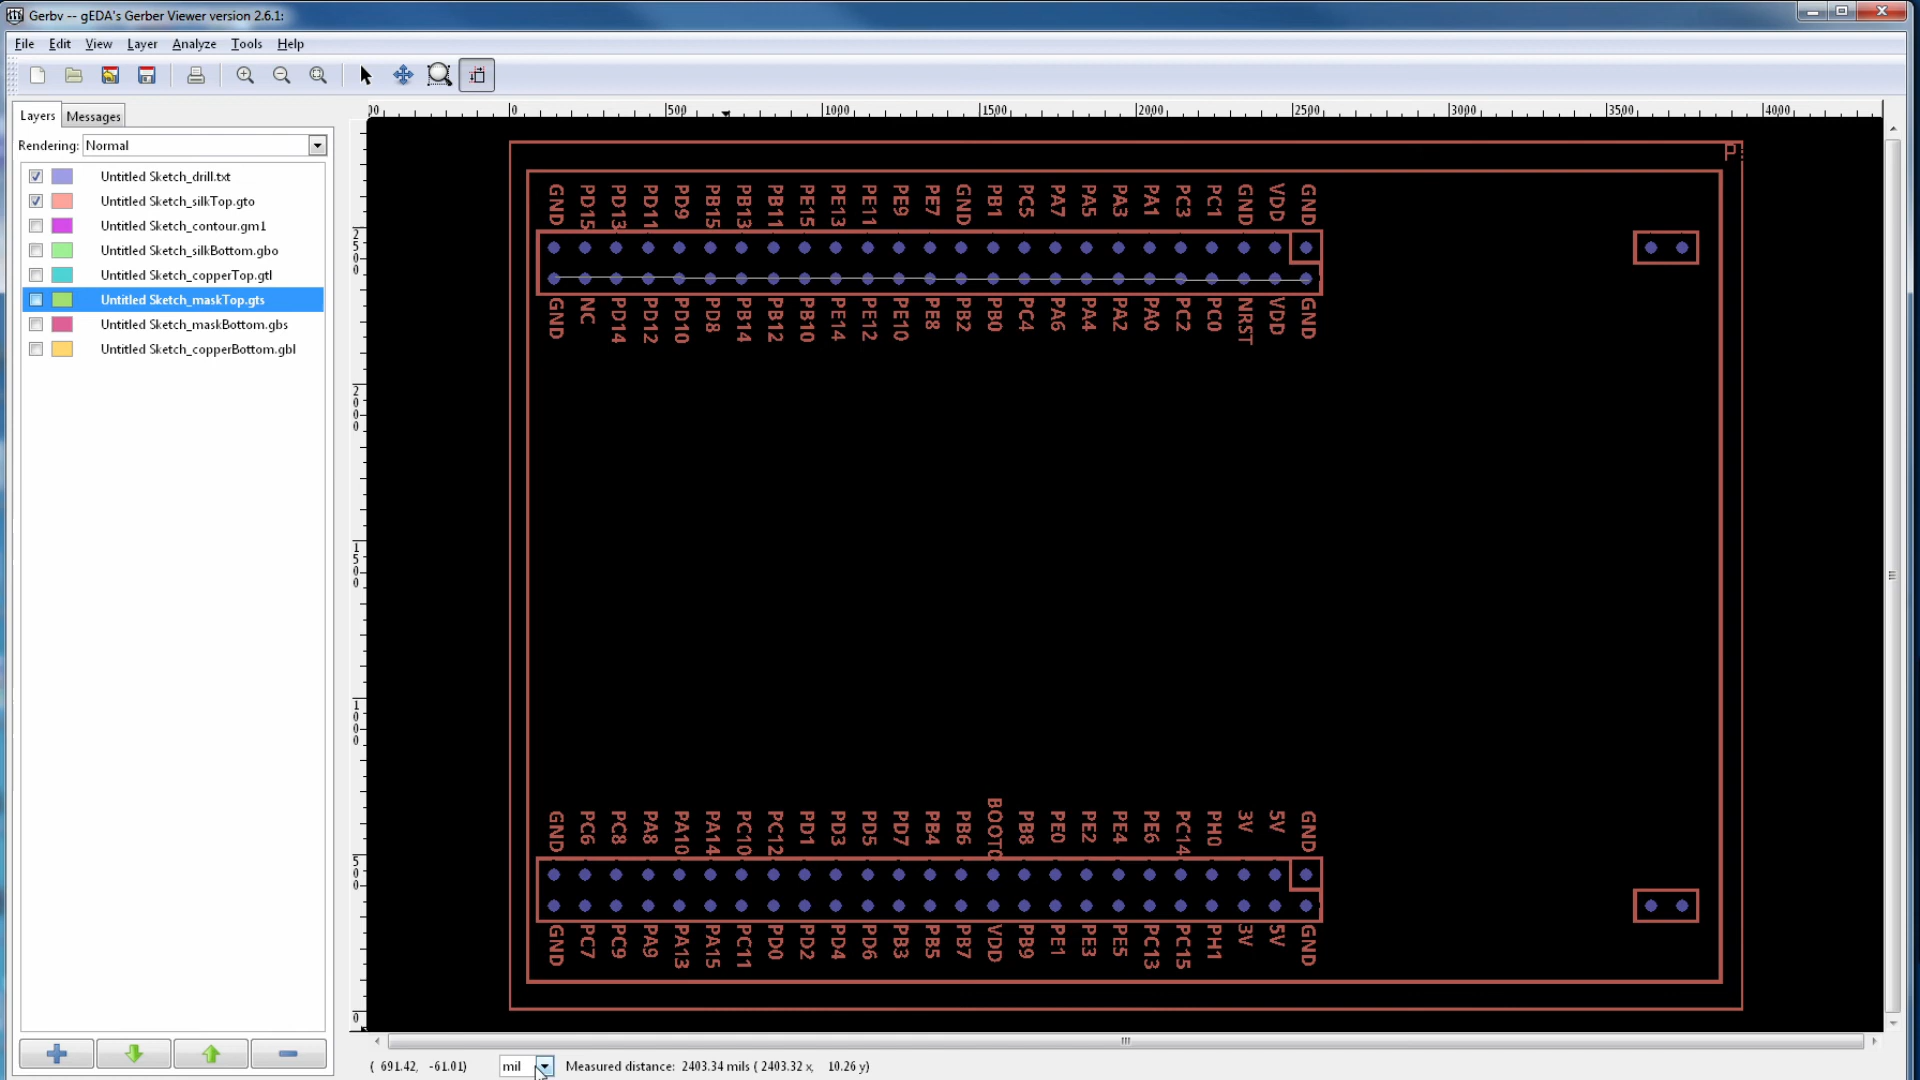 Gerbv -- gEDA's Gerber Viewer version 2.6.1:
File Edit View Layer Analyze Tools Help
Layers Messages
Rendering: Normal
Untitled Sketch_drill.txt
Untitled Sketch_silkTop.gto
Untitled Sketch_contour.gm1
Untitled Sketch_silkBottom.gbo
Untitled Sketch_copperTop.gtl
Untitled Sketch_maskTop.gts
Untitled Sketch_maskBottom.gbs
Untitled Sketch_copperBottom.gbl
00 0 500 1000 1500 2000 2500 3000 3500 4000
2500
2000
1500
1000
500
0
P
GND PD15 PD13 PD11 PD9 PB15 PB13 PB11 PE15 PE13 PE11 PE9 PE7 GND PB1 PC5 PA7 PA5 PA3 PA1 PC3 PC1 GND VDD GND
GND NC PD14 PD12 PD10 PD8 PB14 PB12 PB10 PE14 PE12 PE10 PE8 PB2 PB0 PC4 PA6 PA4 PA2 PA0 PC2 PC0 NRST VDD GND
GND PC6 PC8 PA8 PA10 PA14 PC10 PC12 PD1 PD3 PD5 PD7 PB4 PB6 BOOT0 PB8 PE0 PE2 PE4 PE6 PC14 PH0 3V 5V GND
GND PC7 PC9 PA9 PA13 PA15 PC11 PD0 PD2 PD4 PD6 PB3 PB5 PB7 VDD PB9 PE1 PE3 PE5 PC13 PC15 PH1 3V 5V GND
( 691.42, -61.01) mil Measured distance: 2403.34 mils ( 2403.32 x, 10.26 y)